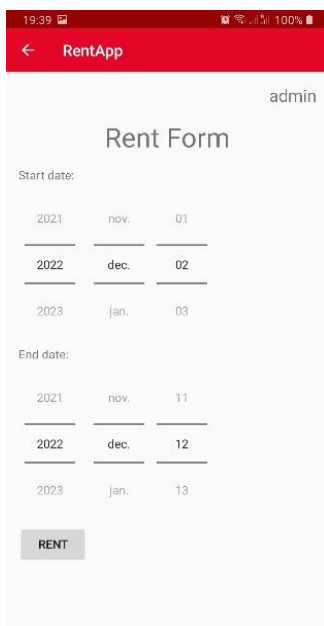 19:39 100%
RentApp
admin
Rent Form
Start date:
2021 nov. 01
2022 dec. 02
2023 jan. 03
End date:
2021 nov. 11
2022 dec. 12
2023 jan. 13
RENT